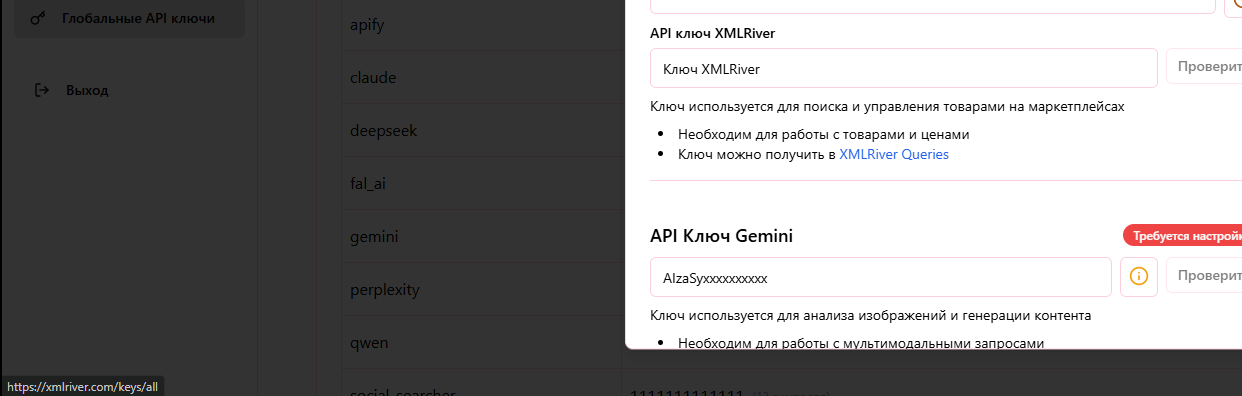 Глобальные API ключи
Выход
apify
claude
deepseek
fal_ai
gemini
perplexity
qwen
social_searcher
1111111111111
API ключ XMLRiver
Ключ XMLRiver
Проверит
Ключ используется для поиска и управления товарами на маркетплейсах
• Необходим для работы с товарами и ценами
• Ключ можно получить в XMLRiver Queries
API Ключ Gemini
Требуется настройк
AIzaSyxxxxxxxxxx
Проверит
Ключ используется для анализа изображений и генерации контента
• Необходим для работы с мультимодальными запросами
https://xmlriver.com/keys/all